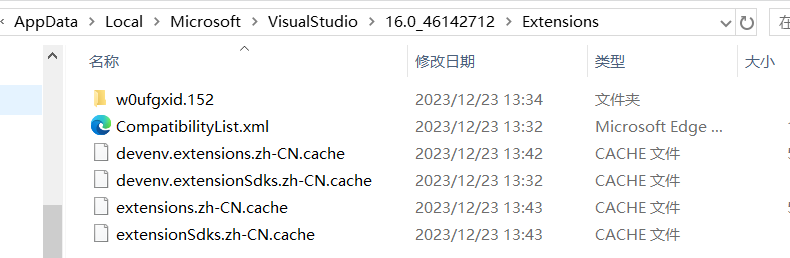 AppData > Local > Microsoft > VisualStudio > 16.0_46142712 > Extensions
在
名称 修改日期 类型 大小
w0ufgxid.152 2023/12/23 13:34 文件夹
CompatibilityList.xml 2023/12/23 13:32 Microsoft Edge ...
devenv.extensions.zh-CN.cache 2023/12/23 13:42 CACHE 文件
devenv.extensionSdks.zh-CN.cache 2023/12/23 13:32 CACHE 文件
extensions.zh-CN.cache 2023/12/23 13:43 CACHE 文件
extensionSdks.zh-CN.cache 2023/12/23 13:43 CACHE 文件